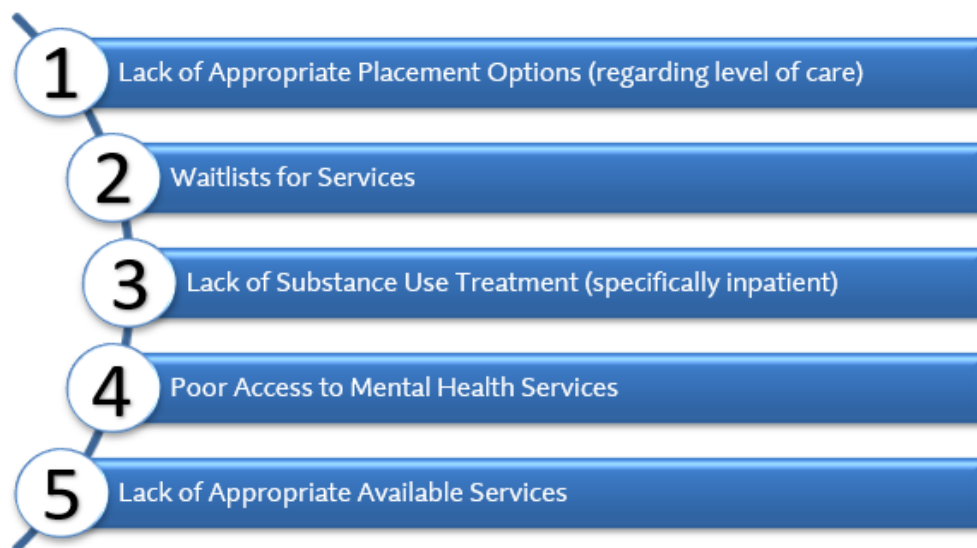 1 Lack of Appropriate Placement Options (regarding level of care)
2 Waitlists for Services
3 Lack of Substance Use Treatment (specifically inpatient)
4 Poor Access to Mental Health Services
5 Lack of Appropriate Available Services